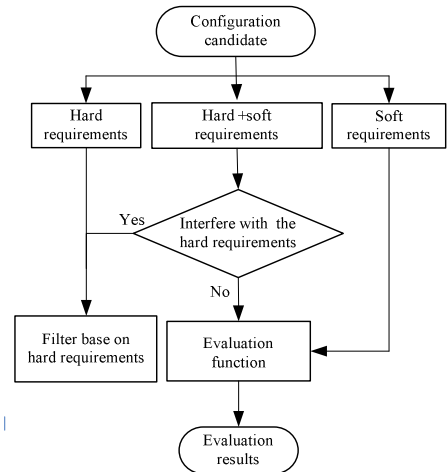 Configuration
candidate
Hard
requirements
Hard +soft
requirements
Soft
requirements
Yes
Interfere with the
hard requirements
No
Filter base on
hard requirements
Evaluation
function
Evaluation
results